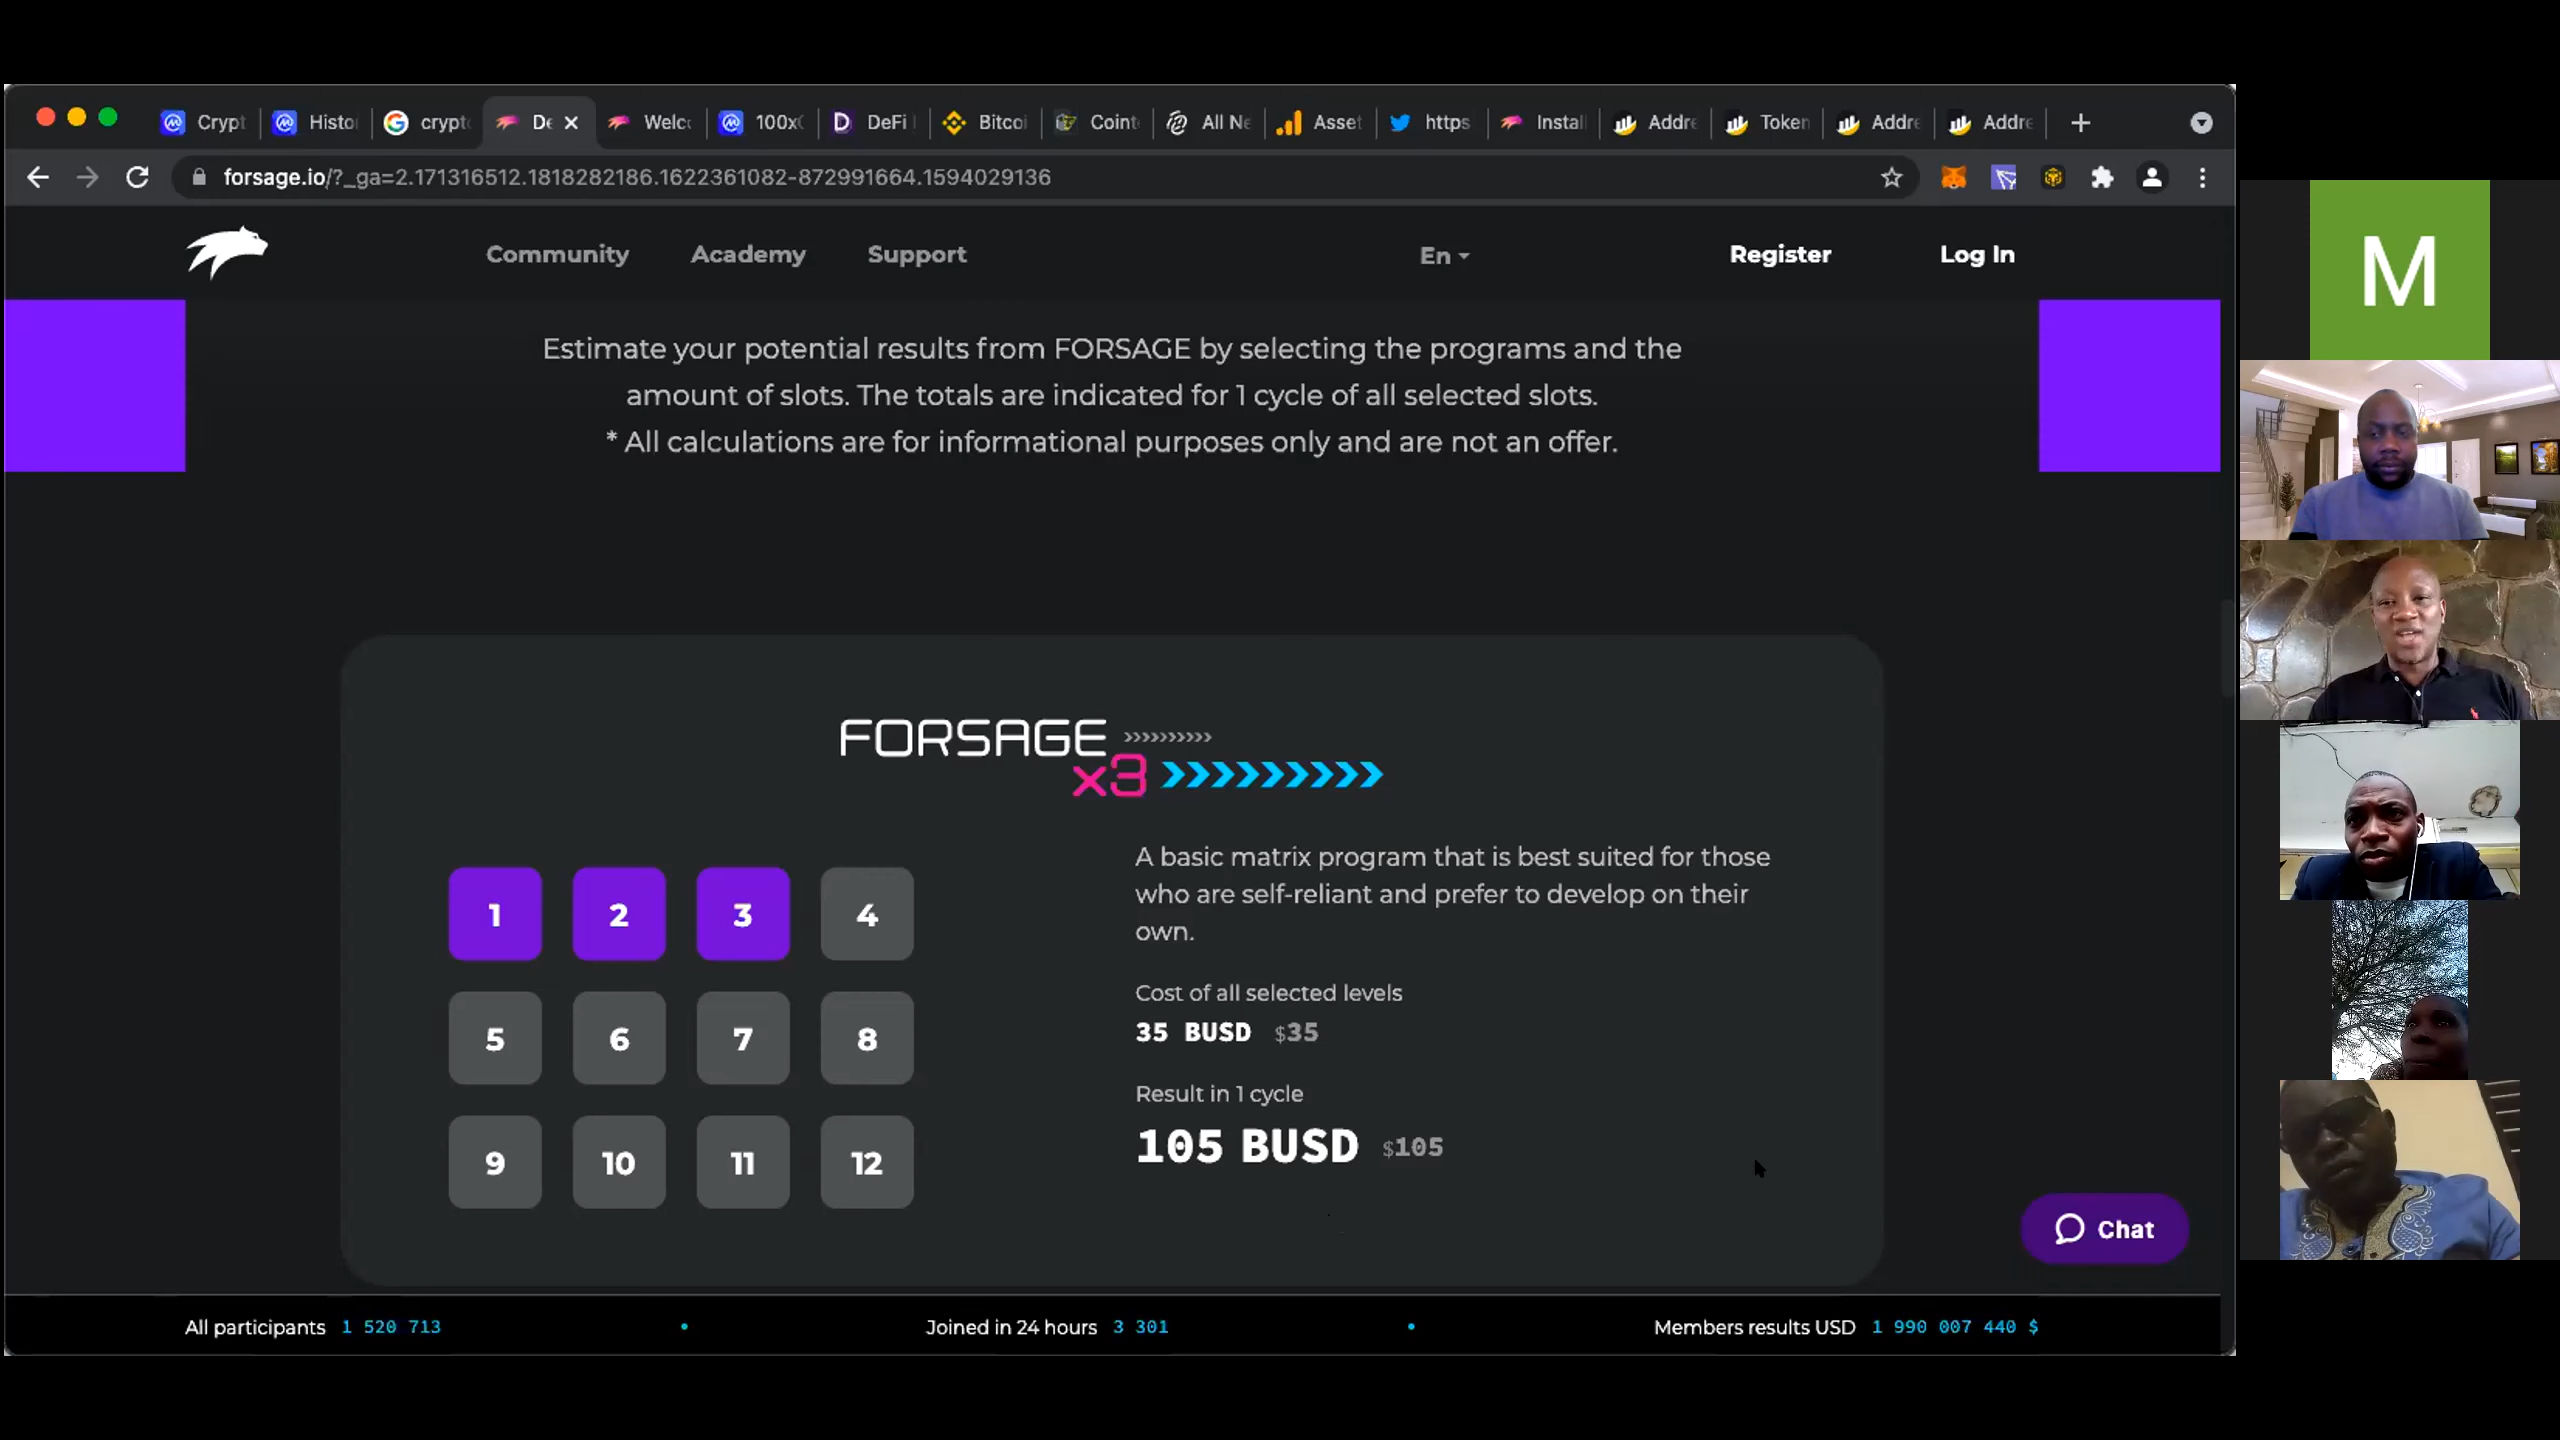 Crypt
Histo
crypto
De
Welco
100x
DeFi
Bitcoi
Coint
All Ne
Asset
https
Instal
Addre
Token
Addre
Addre
forsage.io/?_ga=2.171316512.1818282186.1622361082-872991664.1594029136
Community
Academy
Support
En
Register
Log In
Estimate your potential results from FORSAGE by selecting the programs and the
amount of slots. The totals are indicated for 1 cycle of all selected slots.
* All calculations are for informational purposes only and are not an offer.
FORSAGE
x3
1 2 3 4
5 6 7 8
9 10 11 12
A basic matrix program that is best suited for those
who are self-reliant and prefer to develop on their
own.
Cost of all selected levels
35 BUSD $35
Result in 1 cycle
105 BUSD $105
Chat
All participants 1 520 713
Joined in 24 hours 3 301
Members results USD 1 990 007 440 $
M